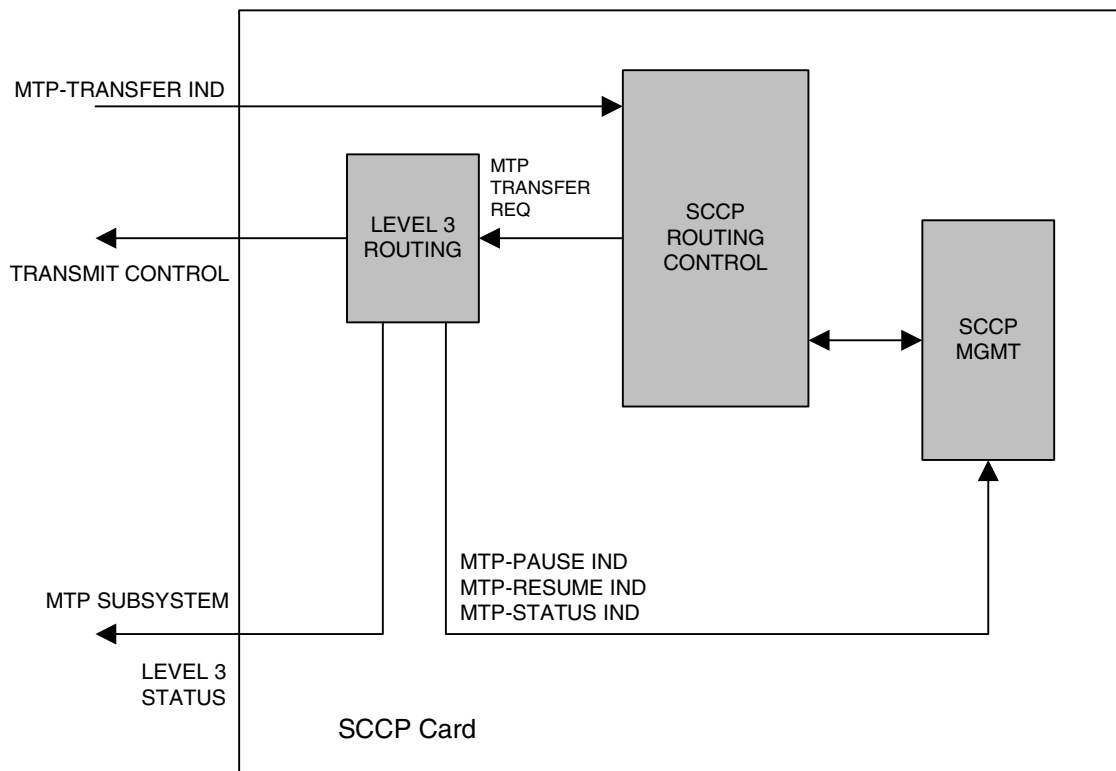 MTP-TRANSFER IND
MTP
TRANSFER
REQ
LEVEL 3
ROUTING
SCCP
ROUTING
CONTROL
TRANSMIT CONTROL
SCCP
MGMT
MTP-PAUSE IND
MTP-RESUME IND
MTP-STATUS IND
MTP SUBSYSTEM
LEVEL 3
STATUS
SCCP Card